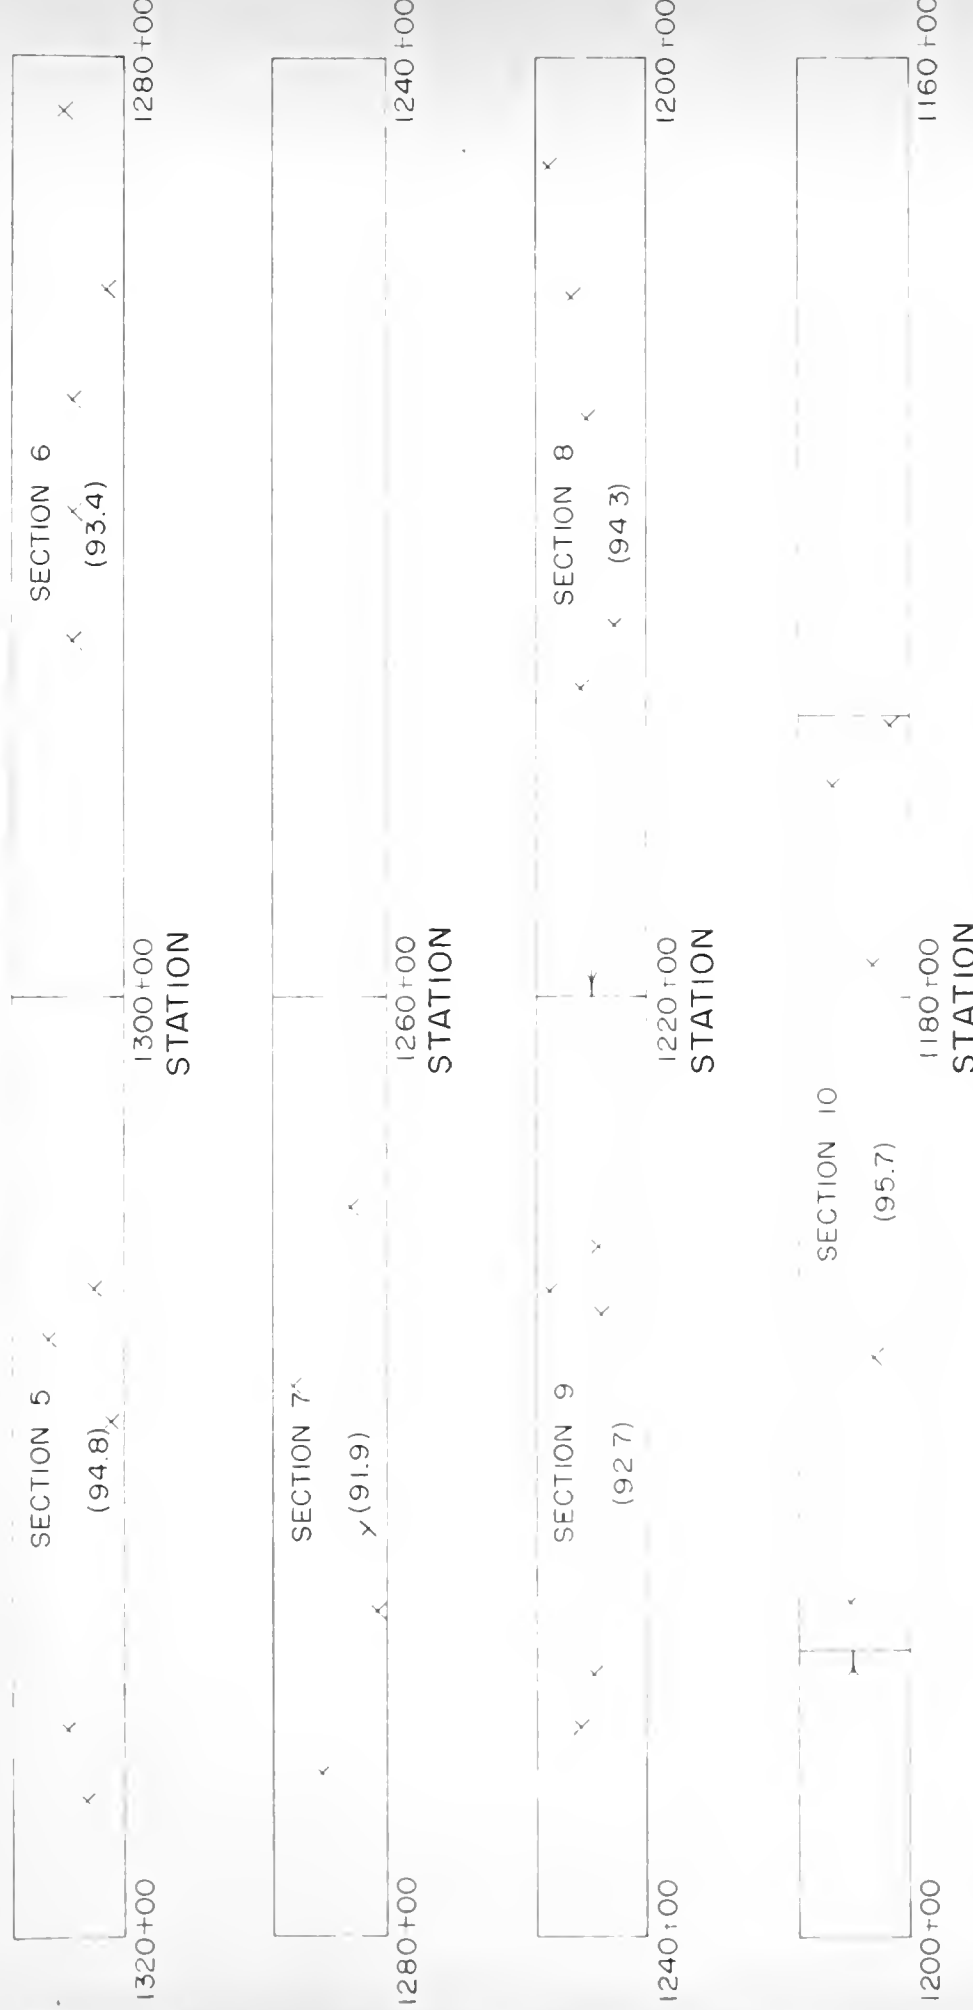 SECTION 5
(94.8)
SECTION 6
(93.4)
1320+00
1300+00
1280+00
STATION
SECTION 7
(91.9)
1280+00
1260+00
1240+00
STATION
SECTION 9
(92 7)
SECTION 8
(94 3)
1240+00
1220+00
1200+00
STATION
SECTION 10
(95.7)
1200+00
1180+00
1160+00
STATION